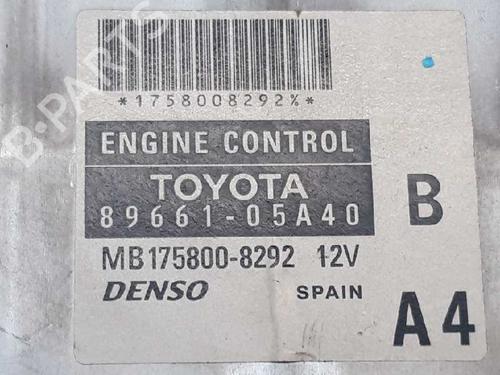 *1758008292%*
ENGINE CONTROL
TOYOTA
89661-05A40
B
MB175800-8292 12V
DENSO SPAIN
A4
B-PARTS